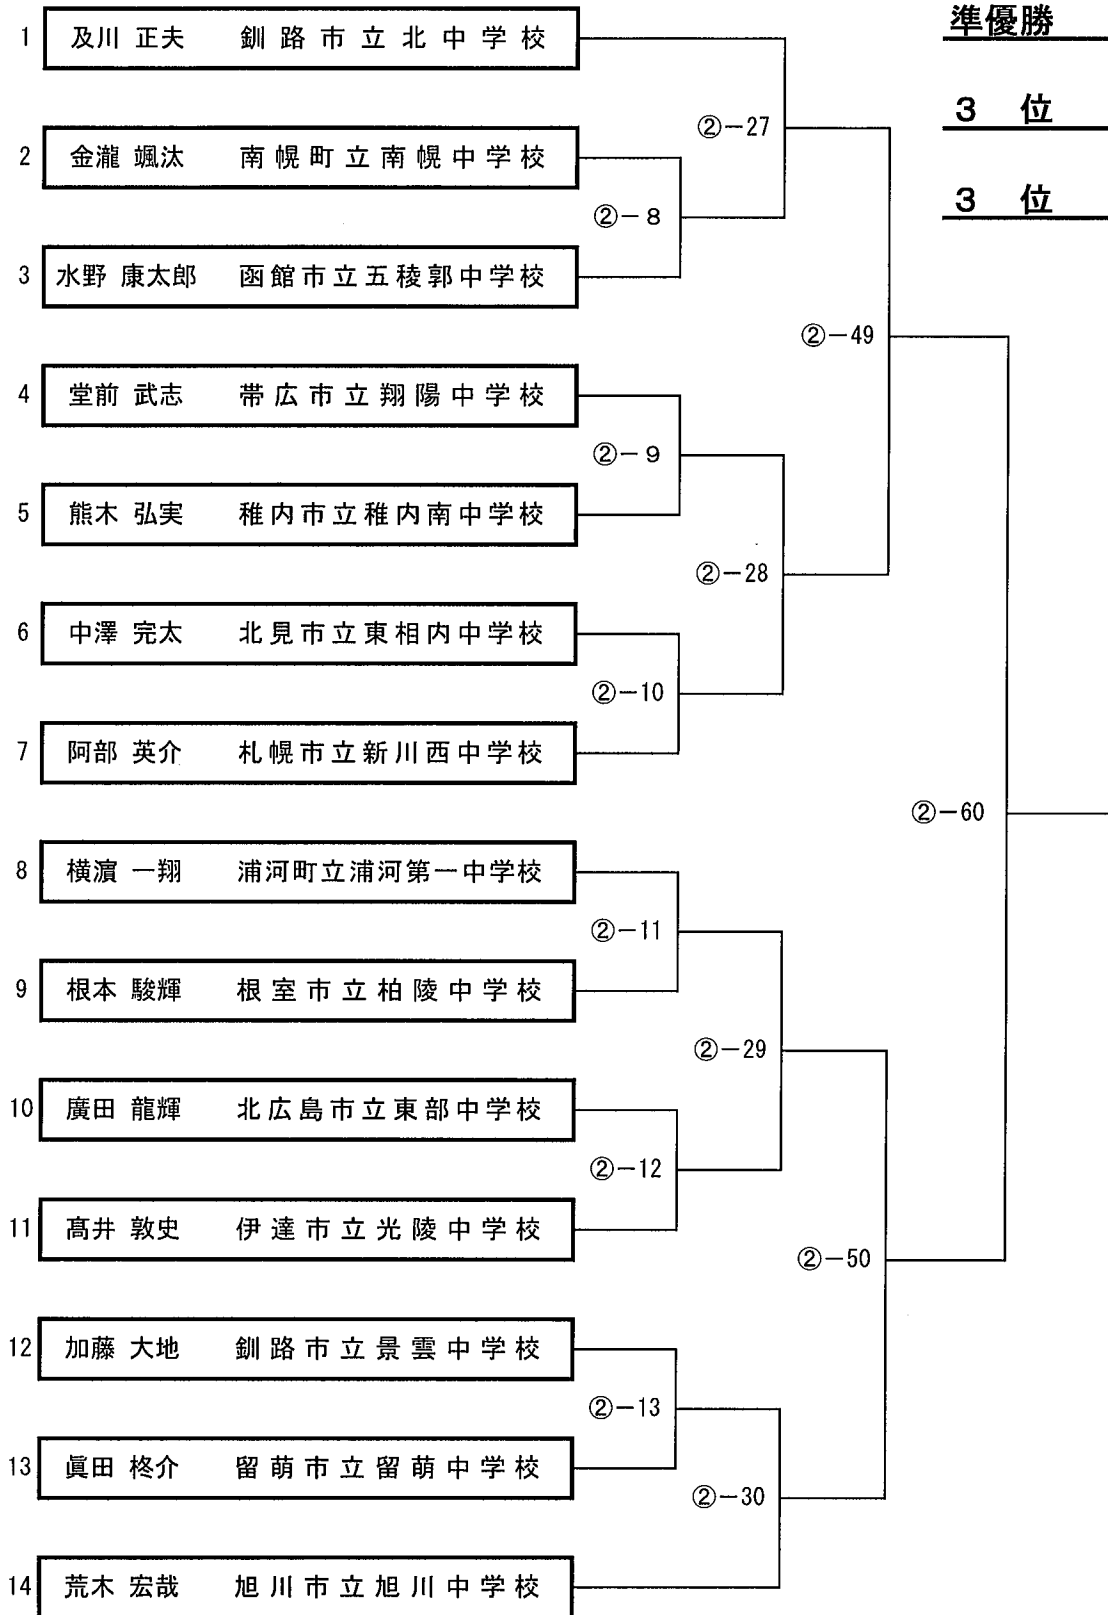 準優勝
3 位
3 位
1 及川 正夫 釧路市立北中学校
②-27
2 金瀧 颯汰 南幌町立南幌中学校
②-8
3 水野 康太郎 函館市立五稜郭中学校
②-49
4 堂前 武志 帯広市立翔陽中学校
②-9
5 熊木 弘実 稚内市立稚内南中学校
②-28
6 中澤 完太 北見市立東相内中学校
②-10
7 阿部 英介 札幌市立新川西中学校
②-60
8 横濵 一翔 浦河町立浦河第一中学校
②-11
9 根本 駿輝 根室市立柏陵中学校
②-29
10 廣田 龍輝 北広島市立東部中学校
②-12
11 髙井 敦史 伊達市立光陵中学校
②-50
12 加藤 大地 釧路市立景雲中学校
②-13
13 眞田 柊介 留萌市立留萌中学校
②-30
14 荒木 宏哉 旭川市立旭川中学校